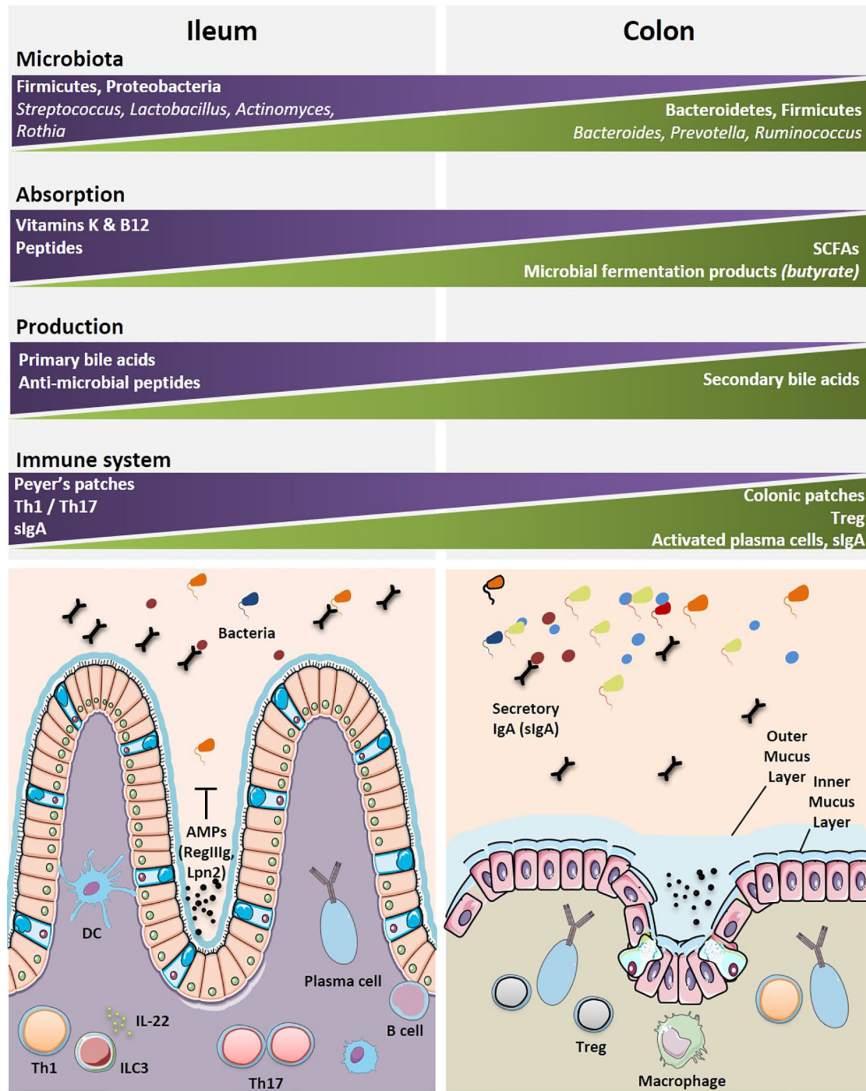 Ileum
Colon
Microbiota
Firmicutes, Proteobacteria
Streptococcus, Lactobacillus, Actinomyces,
Rothia
Bacteroidetes, Firmicutes
Bacteroides, Prevotella, Ruminococcus
Absorption
Vitamins K & B12
Peptides
SCFAs
Microbial fermentation products (butyrate)
Production
Primary bile acids
Anti-microbial peptides
Secondary bile acids
Immune system
Peyer's patches
Th1 / Th17
sIgA
Colonic patches
Treg
Activated plasma cells, sIgA
Bacteria
AMPs
(RegIIIg,
Lpn2)
DC
Plasma cell
B cell
IL-22
Th1
ILC3
Th17
Secretory
IgA (sIgA)
Outer
Mucus
Layer
Inner
Mucus
Layer
Treg
Macrophage